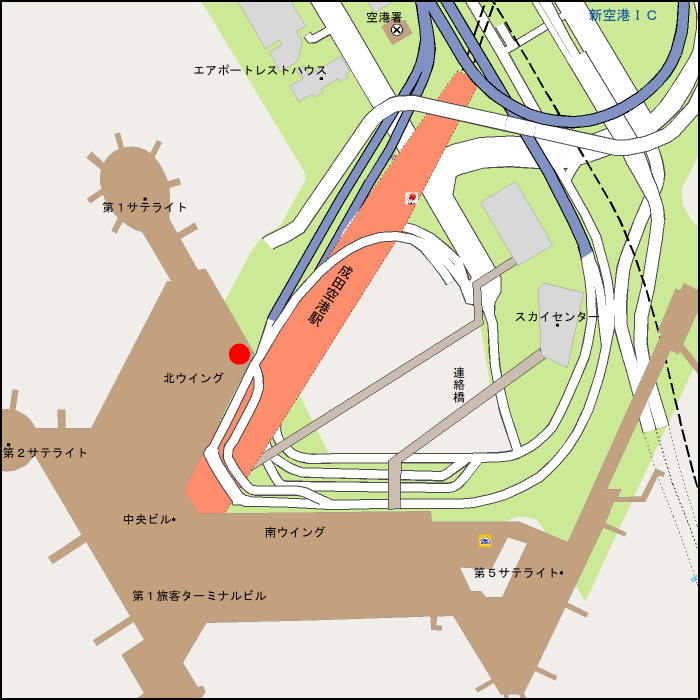 空港署
新空港ＩＣ
エアポートレストハウス
第１サテライト
成田空港駅
スカイセンター
北ウイング
連絡橋
第２サテライト
中央ビル
南ウイング
第５サテライト
第１旅客ターミナルビル